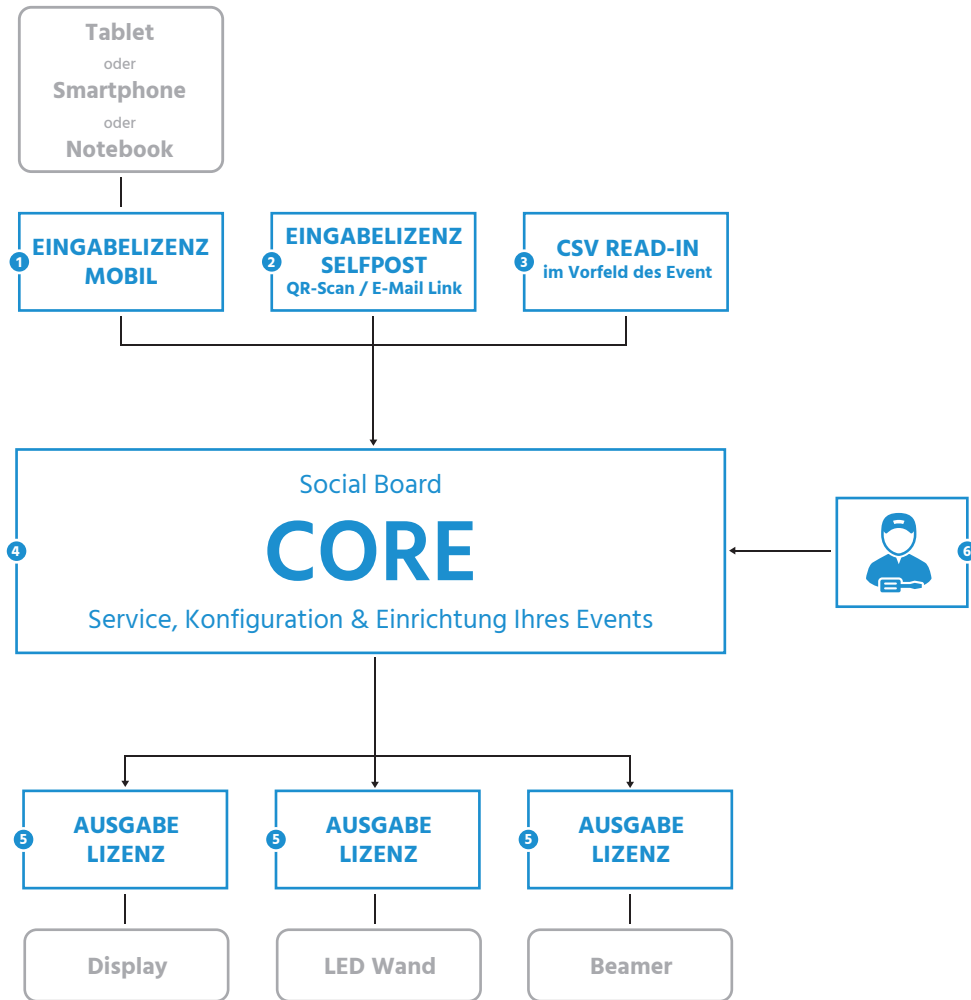 Tablet
oder
Smartphone
oder
Notebook
1
EINGABELIZENZ
MOBIL
2
EINGABELIZENZ
SELFPOST
QR-Scan / E-Mail Link
3
CSV READ-IN
im Vorfeld des Event
4
Social Board
CORE
Service, Konfiguration & Einrichtung Ihres Events
6
5
AUSGABE
LIZENZ
5
AUSGABE
LIZENZ
5
AUSGABE
LIZENZ
Display
LED Wand
Beamer